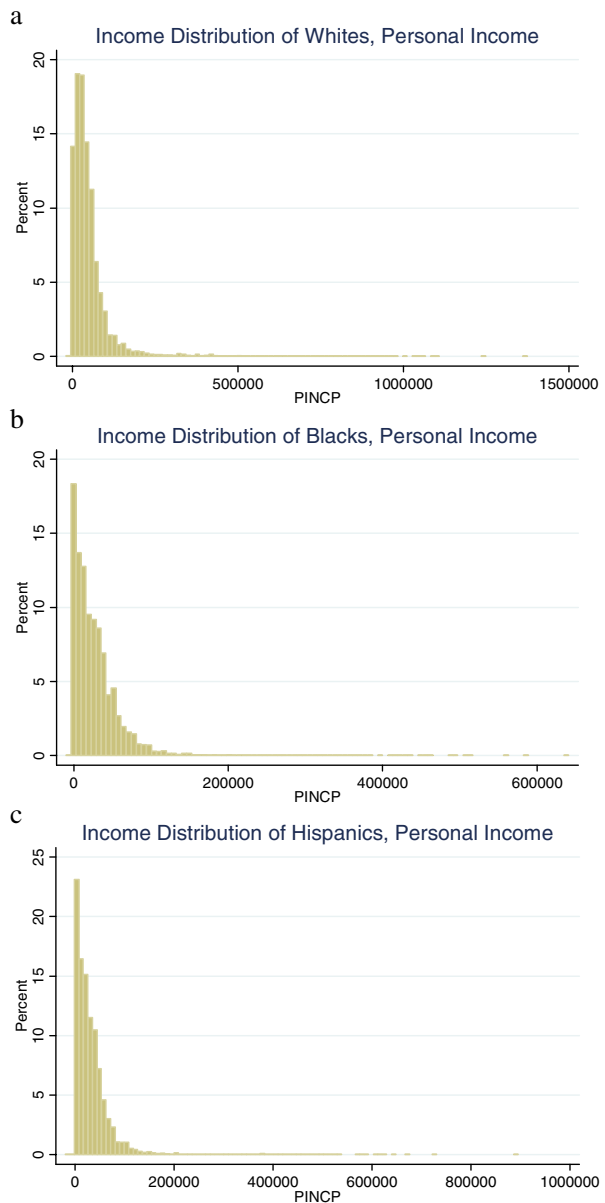 a
Income Distribution of Whites, Personal Income
20
15
10
5
0
Percent
0 500000 1000000 1500000
PINCP
b
Income Distribution of Blacks, Personal Income
20
15
10
5
0
Percent
0 200000 400000 600000
PINCP
c
Income Distribution of Hispanics, Personal Income
25
20
15
10
5
0
Percent
0 200000 400000 600000 800000 1000000
PINCP